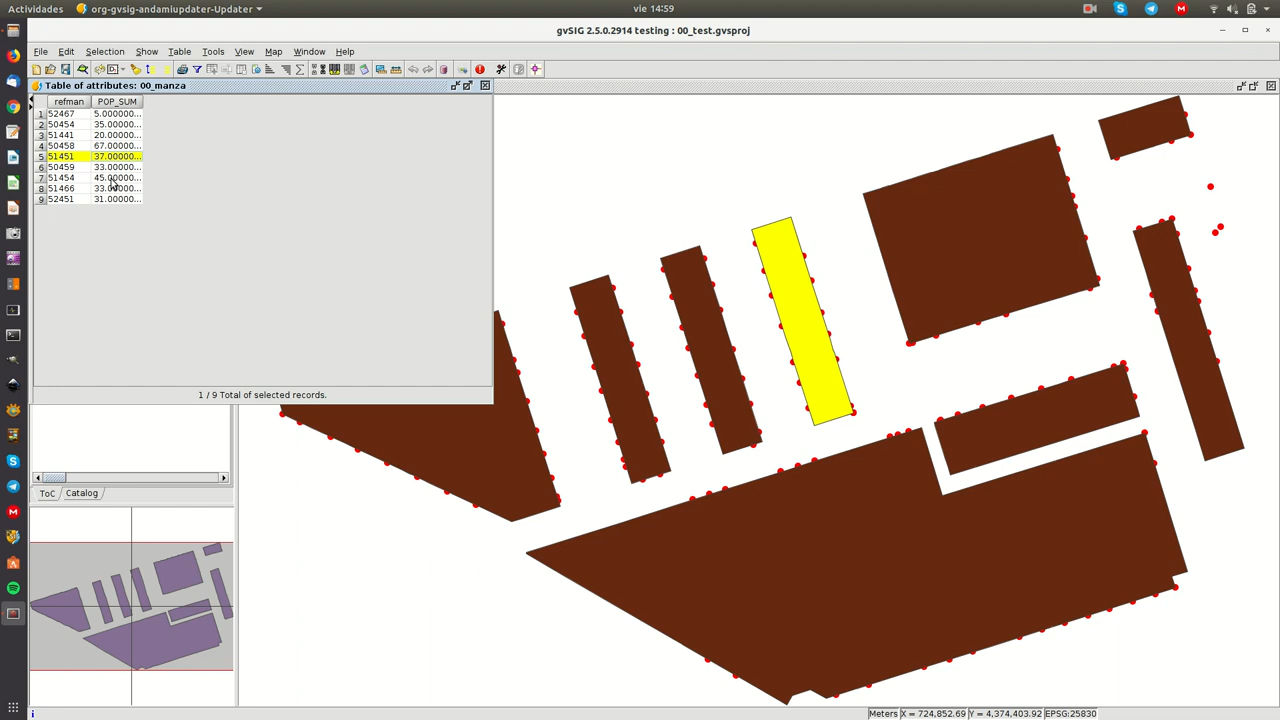 Actividades org-gvsig-andamiupdater-Updater vie 14:59
gvSIG 2.5.0.2914 testing : 00_test.gvsproj
File Edit Selection Show Table Tools View Map Window Help
Table of attributes: 00_manza
refman POP_SUM
1 52467 5.000000...
2 50454 35.00000...
3 51441 20.00000...
4 50458 67.00000...
5 51451 37.00000...
6 50459 33.00000...
7 51454 45.00000...
8 51466 33.00000...
9 52451 31.00000...
1 / 9 Total of selected records.
ToC Catalog
Meters X = 724,852.69 Y = 4,374,403.92 EPSG:25830